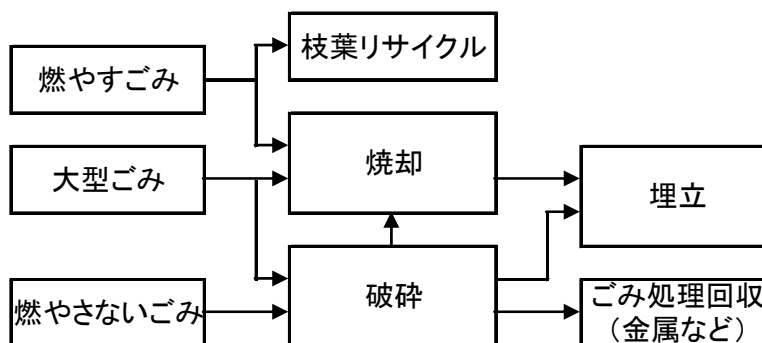 枝葉リサイクル
燃やすごみ
焼却
大型ごみ
埋立
破砕
燃やさないごみ
ごみ処理回収
（金属など）